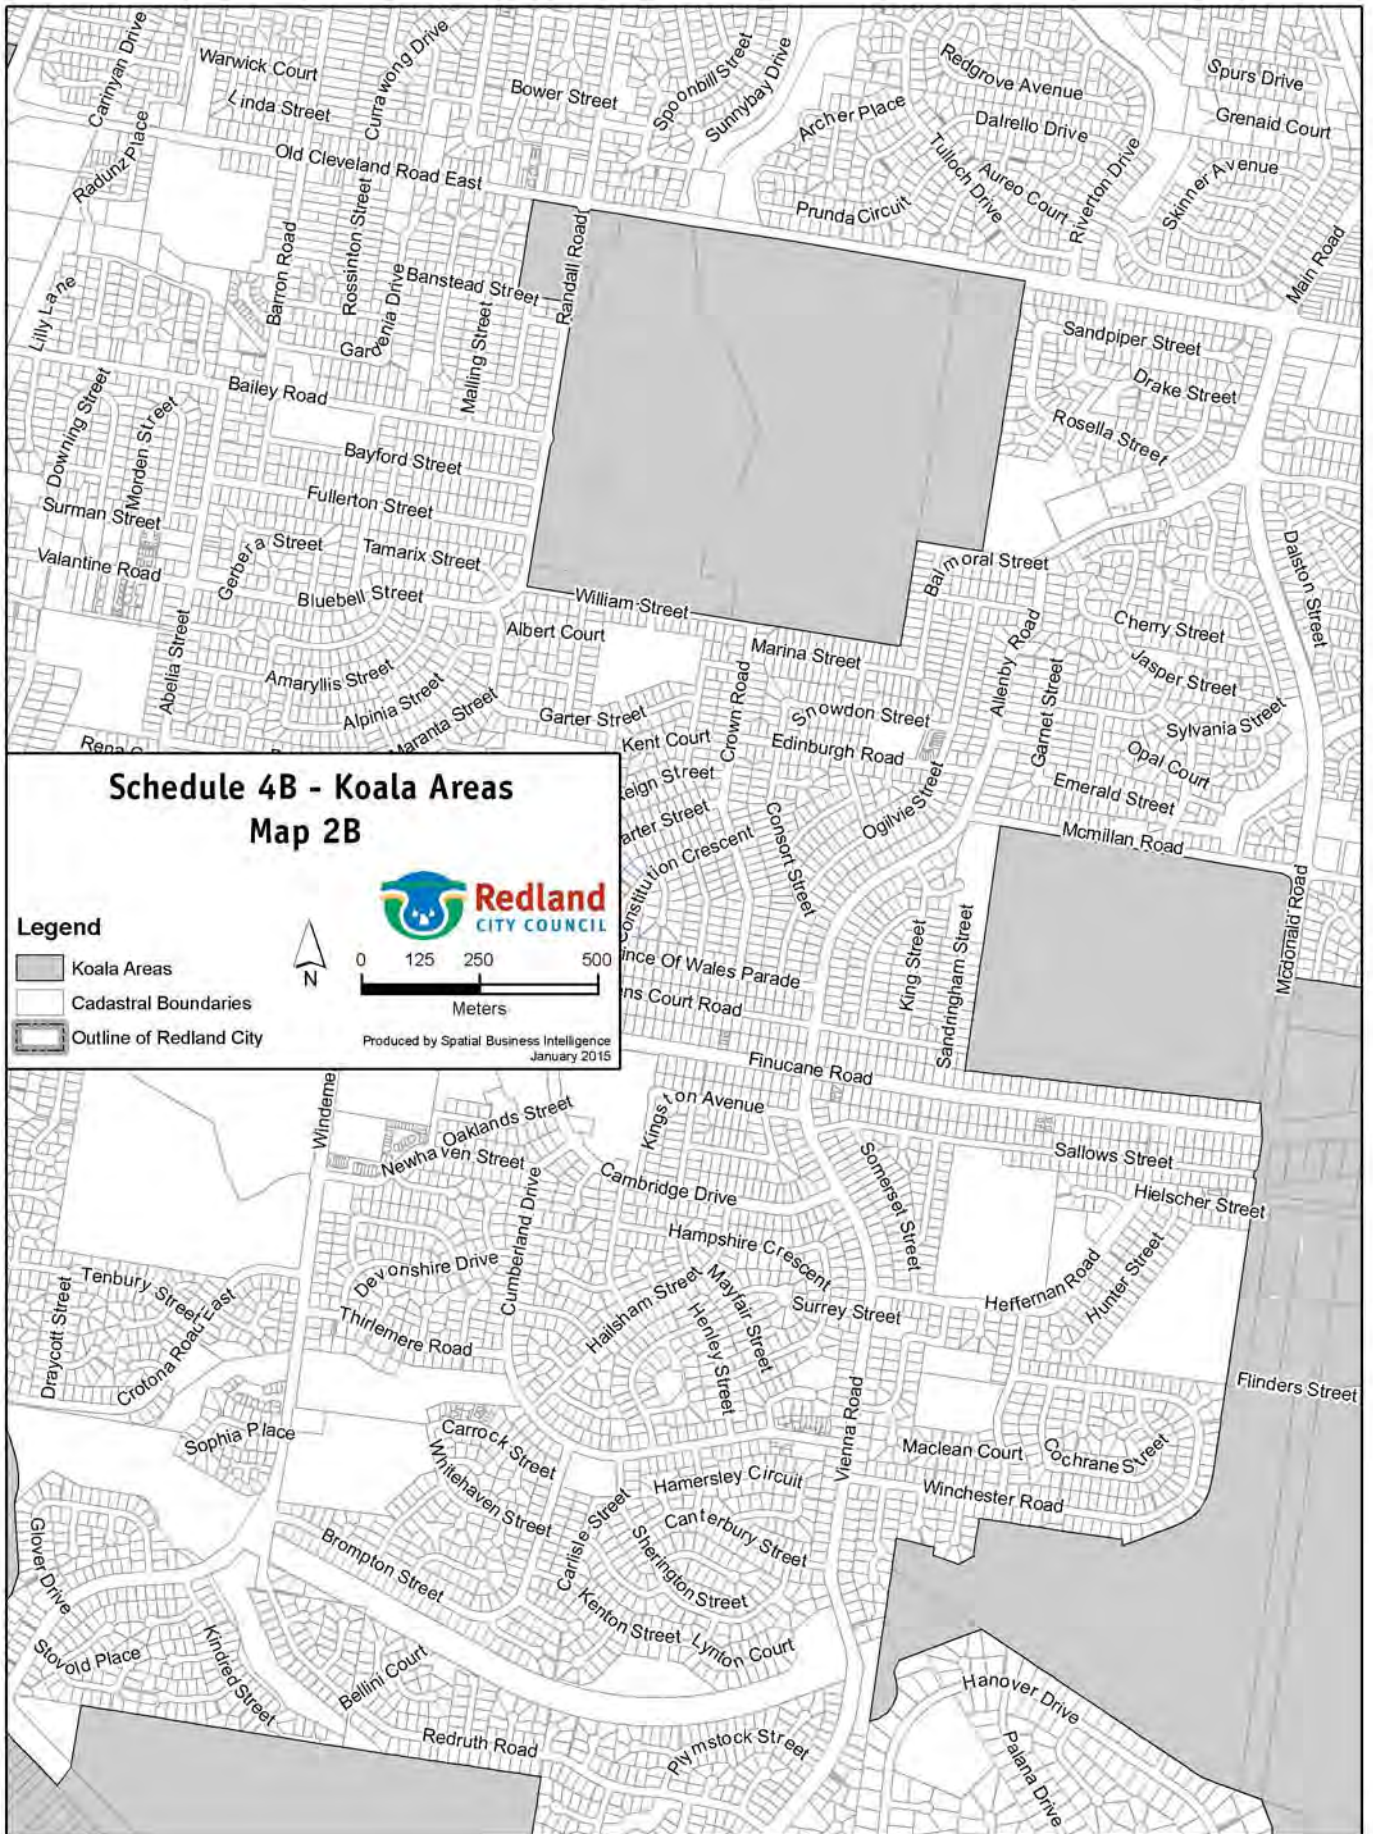 Carinyan Drive
Warwick Court
Currawong Drive
Linda Street
Bower Street
Spoonbill Street
Sunnybay Drive
Redgrove Avenue
Spurs Drive
Archer Place
Dalrello Drive
Grenaid Court
Radunz Place
Old Cleveland Road East
Tulloch Drive
Aureo Court
Riverton Drive
Skinner Avenue
Prunda Circuit
Main Road
Barron Road
Rossinton Street
Gardenia Drive
Banstead Street
Randall Road
Malling Street
Lilly Lane
Sandpiper Street
Drake Street
Rosella Street
Bailey Road
Downing Street
Morden Street
Bayford Street
Fullerton Street
Surman Street
Gerbera Street
Tamarix Street
Valantine Road
Bluebell Street
Balmoral Street
Dalston Street
William Street
Albert Court
Marina Street
Allenby Road
Cherry Street
Jasper Street
Abelia Street
Amaryllis Street
Alpinia Street
Maranta Street
Garter Street
Crown Road
Snowdon Street
Garnet Street
Sylvania Street
Kent Court
Edinburgh Road
Opal Court
Emerald Street
Rena
Schedule 4B - Koala Areas
Map 2B
Redland
CITY COUNCIL
Legend
Koala Areas
Cadastral Boundaries
Outline of Redland City
N
0 125 250 500
Meters
Produced by Spatial Business Intelligence
January 2015
eign Street
arter Street
Constitution Crescent
Consort Street
Ogilvie Street
Mcmillan Road
Mcdonald Road
King Street
Sandringham Street
ince Of Wales Parade
ens Court Road
Finucane Road
Windeme
Oaklands Street
Kingston Avenue
Newhaven Street
Cambridge Drive
Somerset Street
Sallows Street
Hielscher Street
Cumberland Drive
Hampshire Crescent
Devonshire Drive
Tenbury Street
Draycott Street
Crotona Road East
Thirlemere Road
Hailsham Street
Mayfair Street
Henley Street
Surrey Street
Heffernan Road
Hunter Street
Flinders Street
Sophia Place
Carrock Street
Whitehaven Street
Vienna Road
Maclean Court
Cochrane Street
Hamersley Circuit
Winchester Road
Canterbury Street
Carlisle Street
Sherington Street
Brompton Street
Glover Drive
Kenton Street
Lynton Court
Stovold Place
Kindred Street
Bellini Court
Redruth Road
Plymstock Street
Hanover Drive
Palana Drive